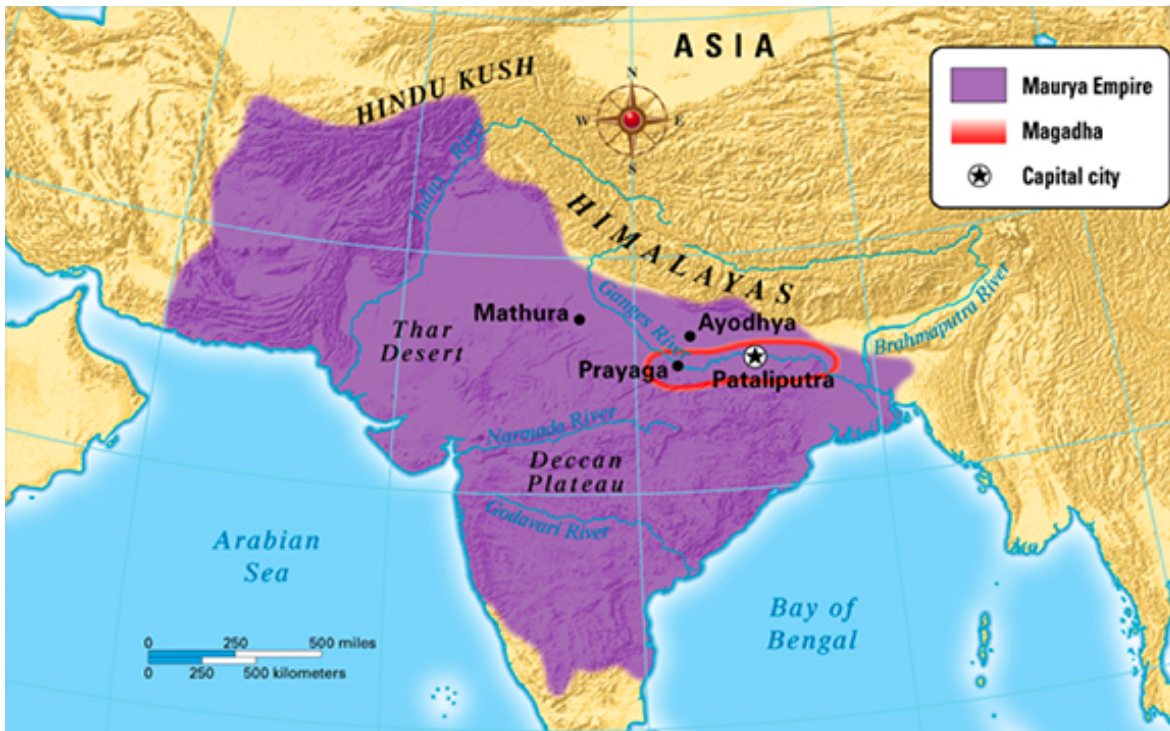 ASIA
HINDU KUSH
N
W E
S
Maurya Empire
Magadha
Capital city
Indus River
HIMALAYAS
Mathura
Ganges River
Ayodhya
Brahmaputra River
Thar
Desert
Prayaga
Pataliputra
Narmada River
Deccan
Plateau
Godavari River
Arabian
Sea
Bay of
Bengal
0 250 500 miles
0 250 500 kilometers